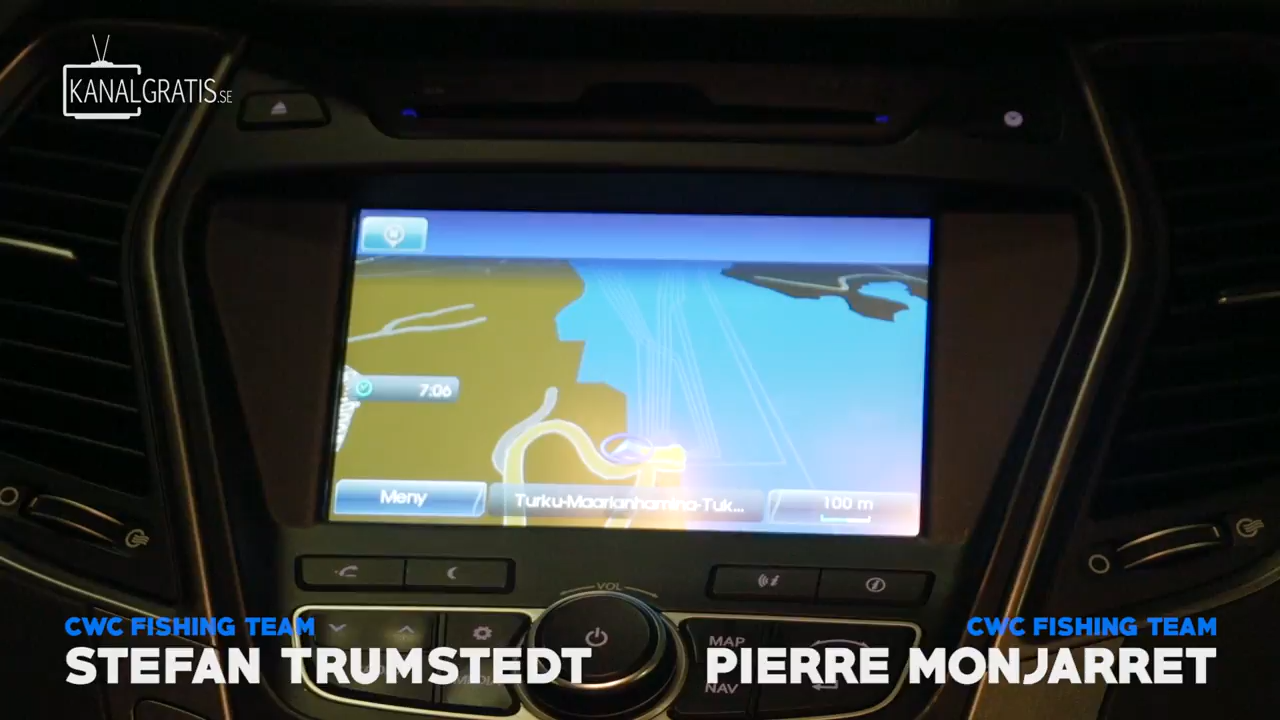 KANALGRATIS.SE
7:06
Meny
Turku-Maarianhamina-Tuk...
100 m
VOL
MAP
NAV
CWC FISHING TEAM
STEFAN TRUMSTEDT
CWC FISHING TEAM
PIERRE MONJARRET